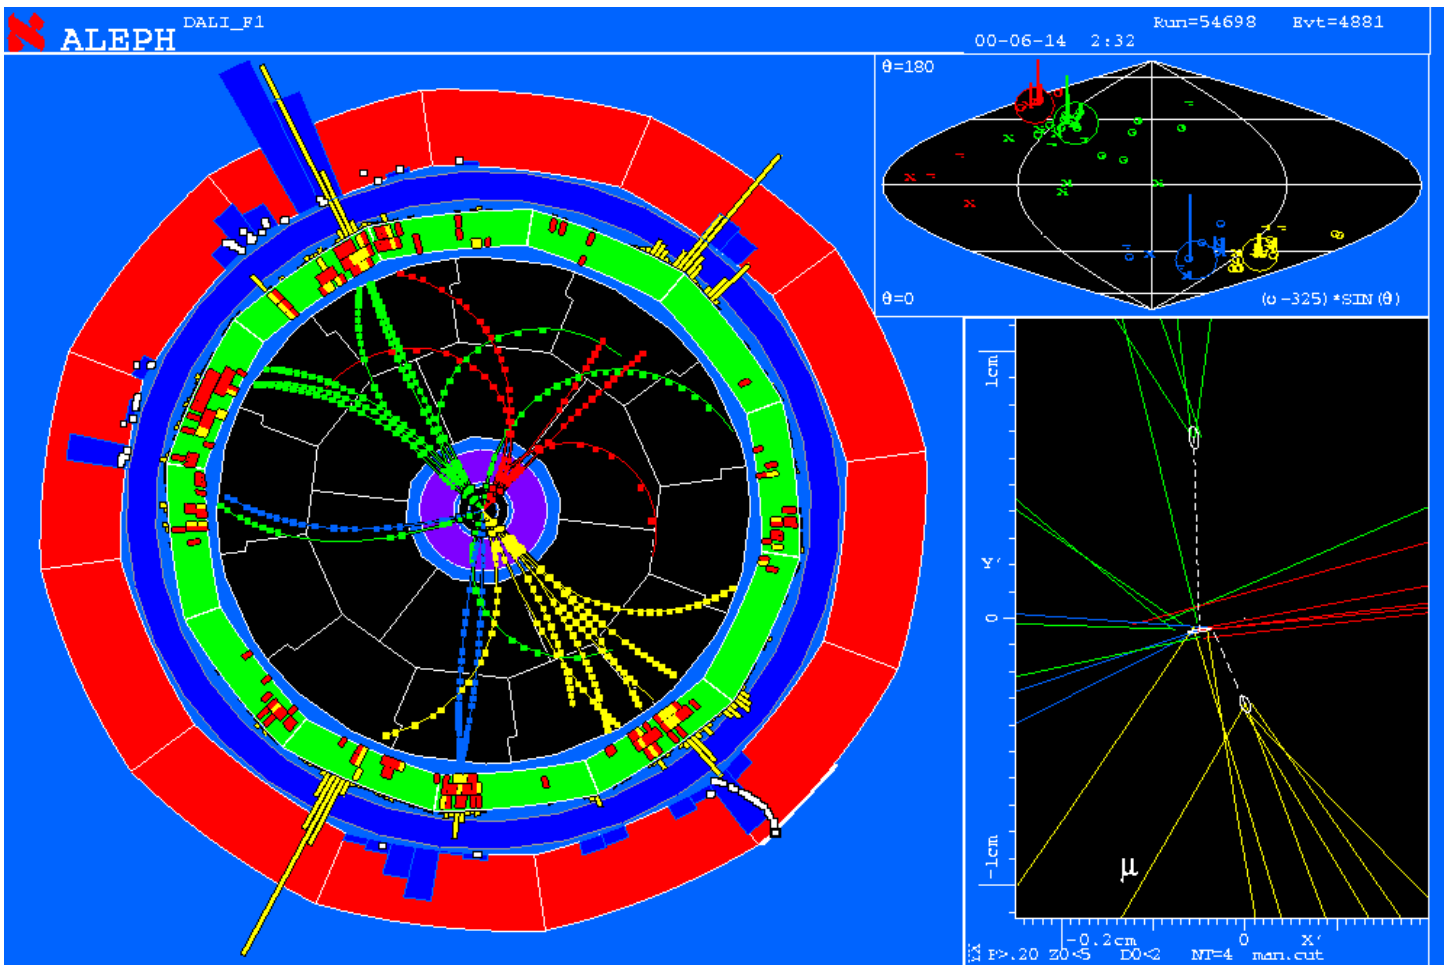 DALI_F1
ALEPH
Run=54698 Evt=4881
00-06-14 2:32
θ=180
θ=0
(φ-325)*SIN(θ)
1cm
Y'
0
-1cm
μ
-0.2cm 0 X'
P>.20 Z0<5 D0<2 NT=4 man.cut